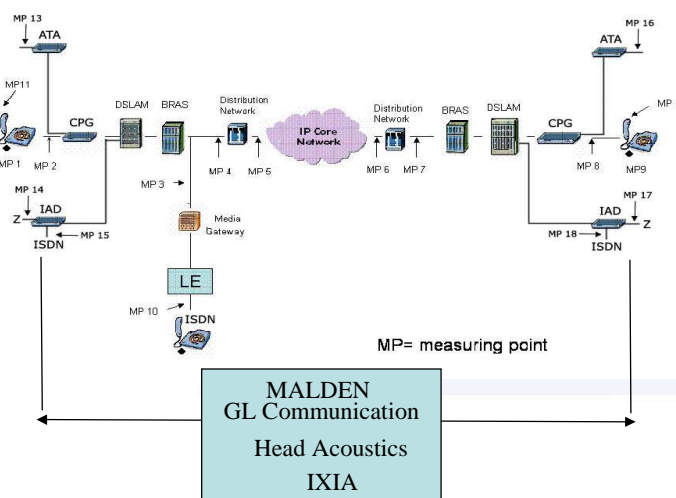 MP 13
MP 16
ATA
ATA
MP11
MP
DSLAM
BRAS
Distribution
Network
IP Core
Network
Distribution
Network
BRAS
DSLAM
CPG
CPG
MP 1
MP 2
MP 4
MP 5
MP 6
MP 7
MP 8
MP9
MP 3
MP 14
MP 17
Z
IAD
IAD
Z
MP 15
MP 18
ISDN
ISDN
Media
Gateway
LE
MP 10
ISDN
MP= measuring point
MALDEN
GL Communication
Head Acoustics
IXIA